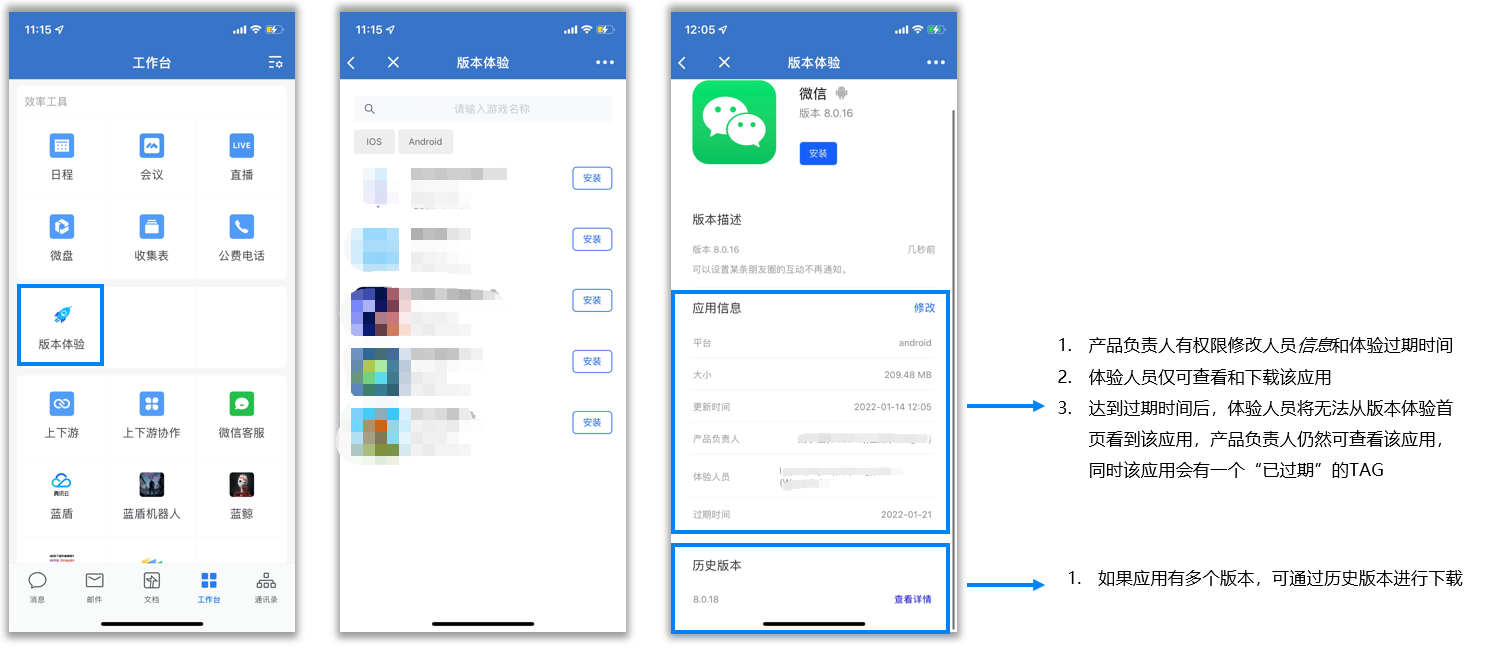 11:15
工作台
效率工具
日程
会议
LIVE
直播
微盘
收集表
公费电话
版本体验
上下游
上下游协作
微信客服
腾讯云
蓝盾
蓝盾机器人
蓝鲸
消息
邮件
文档
工作台
通讯录
11:15
版本体验
请输入游戏名称
IOS
Android
安装
安装
安装
安装
安装
12:05
版本体验
微信
版本 8.0.16
安装
版本描述
版本 8.0.16
几秒前
可以设置某条朋友圈的互动不再通知。
应用信息
修改
平台
android
大小
209.48 MB
更新时间
2022-01-14 12:05
产品负责人
体验人员
过期时间
2022-01-21
历史版本
8.0.18
查看详情
1. 产品负责人有权限修改人员信息和体验过期时间
2. 体验人员仅可查看和下载该应用
3. 达到过期时间后，体验人员将无法从版本体验首
页看到该应用，产品负责人仍然可查看该应用，
同时该应用会有一个“已过期”的TAG
1. 如果应用有多个版本，可通过历史版本进行下载